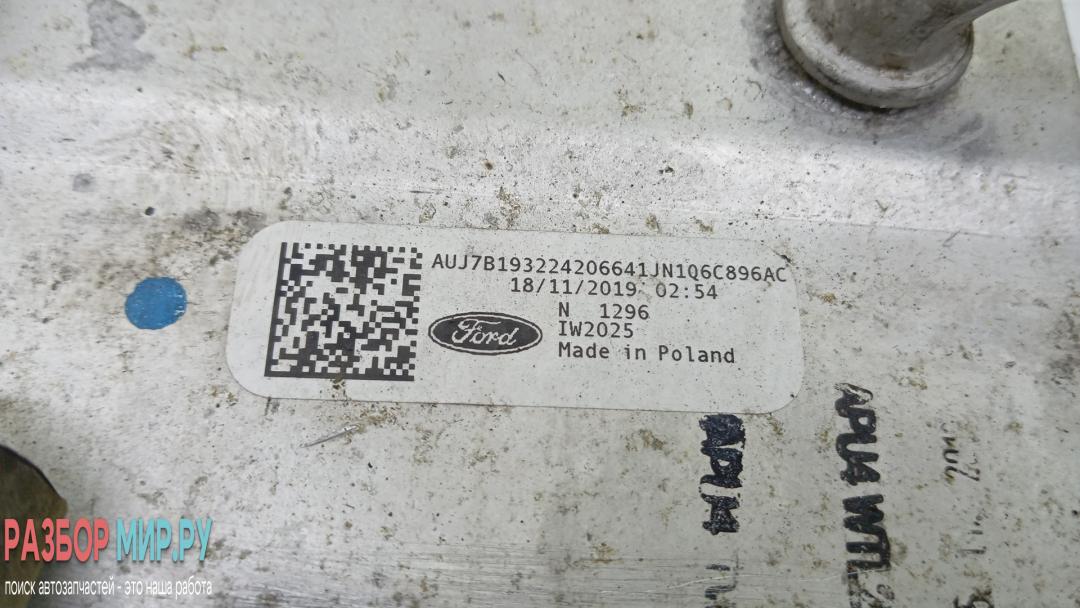 AUJ7B193224206641JN1Q6C896AC
18/11/2019 02:54
N 1296
IW2025
Made in Poland
Ford
РАЗБОР МИР.РУ
поиск автозапчастей - это наша работа